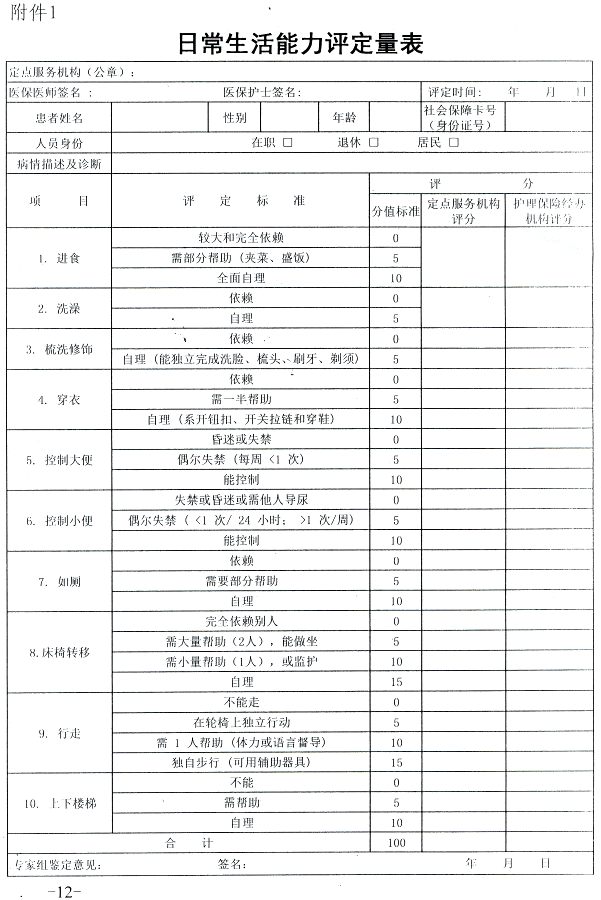 附件1
日常生活能力评定量表
定点服务机构（公章）：
医保医师签名： 医保护士签名： 评定时间： 年 月 日
患者姓名 性别 年龄 社会保障卡号（身份证号）
人员身份 在职 □ 退休 □ 居民 □
病情描述及诊断
项 目 评 定 标 准 评 分
分值标准 定点服务机构评分 护理保险经办机构评分
1. 进食 较大和完全依赖 0
需部分帮助（夹菜、盛饭） 5
全面自理 10
2. 洗澡 依赖 0
自理 5
3. 梳洗修饰 依赖 0
自理（能独立完成洗脸、梳头、刷牙、剃须） 5
4. 穿衣 依赖 0
需一半帮助 5
自理（系开钮扣、开关拉链和穿鞋） 10
5. 控制大便 昏迷或失禁 0
偶尔失禁（每周<1 次） 5
能控制 10
6. 控制小便 失禁或昏迷或需他人导尿 0
偶尔失禁（<1 次/ 24 小时； >1 次/周） 5
能控制 10
7. 如厕 依赖 0
需要部分帮助 5
自理 10
8.床椅转移 完全依赖别人 0
需大量帮助（2人），能做坐 5
需小量帮助（1人），或监护 10
自理 15
9. 行走 不能走 0
在轮椅上独立行动 5
需 1 人帮助（体力或语言督导） 10
独自步行（可用辅助器具） 15
10. 上下楼梯 不能 0
需帮助 5
自理 10
合 计 100
专家组鉴定意见： 签名： 年 月 日
-12-